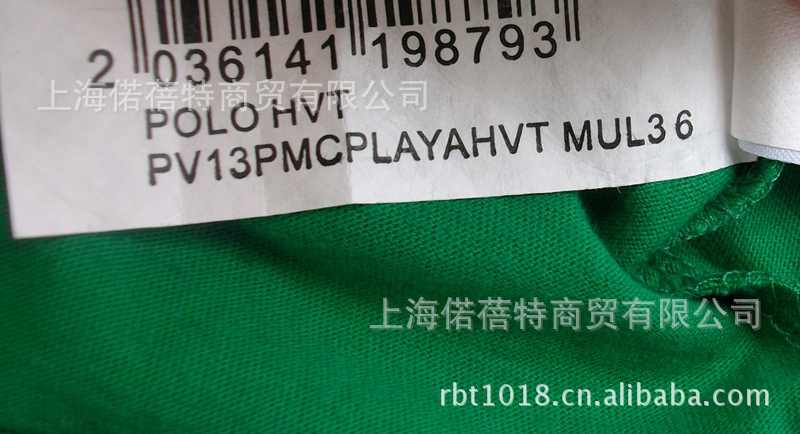 2 036141 198793
上海偌蓓特商贸有限公司
POLO HVT
PV13PMCPLAYAHVT MUL3 6
上海偌蓓特商贸有限公司
rbt1018.cn.alibaba.com